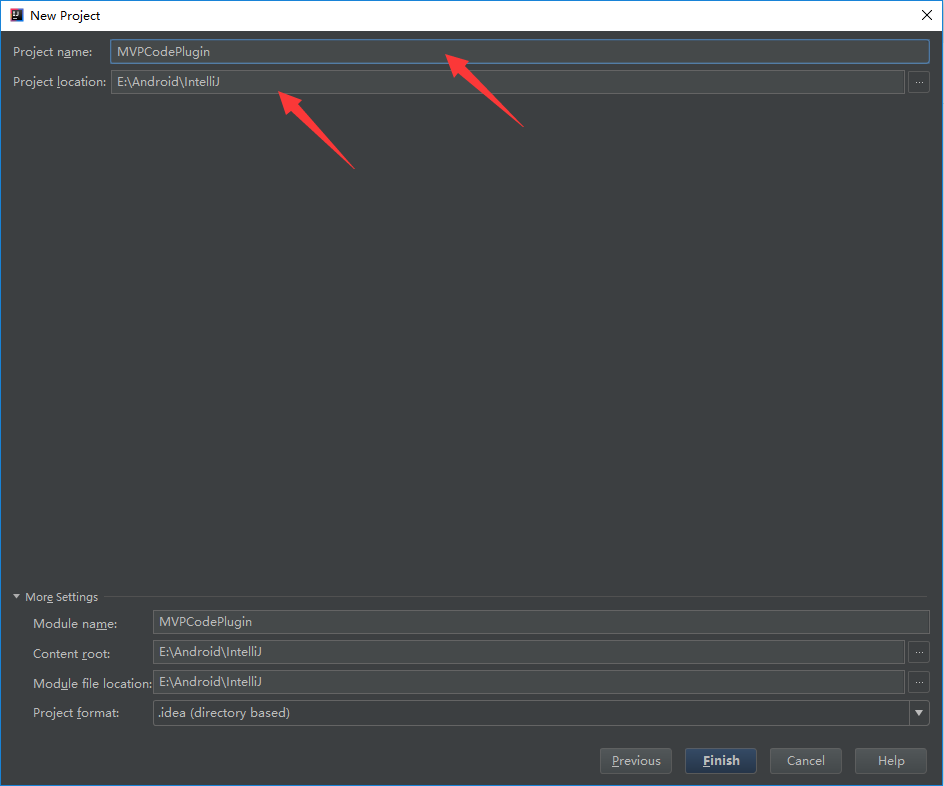 New Project
Project name: MVPCodePlugin
Project location: E:\Android\IntelliJ ...
More Settings
Module name: MVPCodePlugin
Content root: E:\Android\IntelliJ ...
Module file location: E:\Android\IntelliJ ...
Project format: .idea (directory based)
Previous Finish Cancel Help